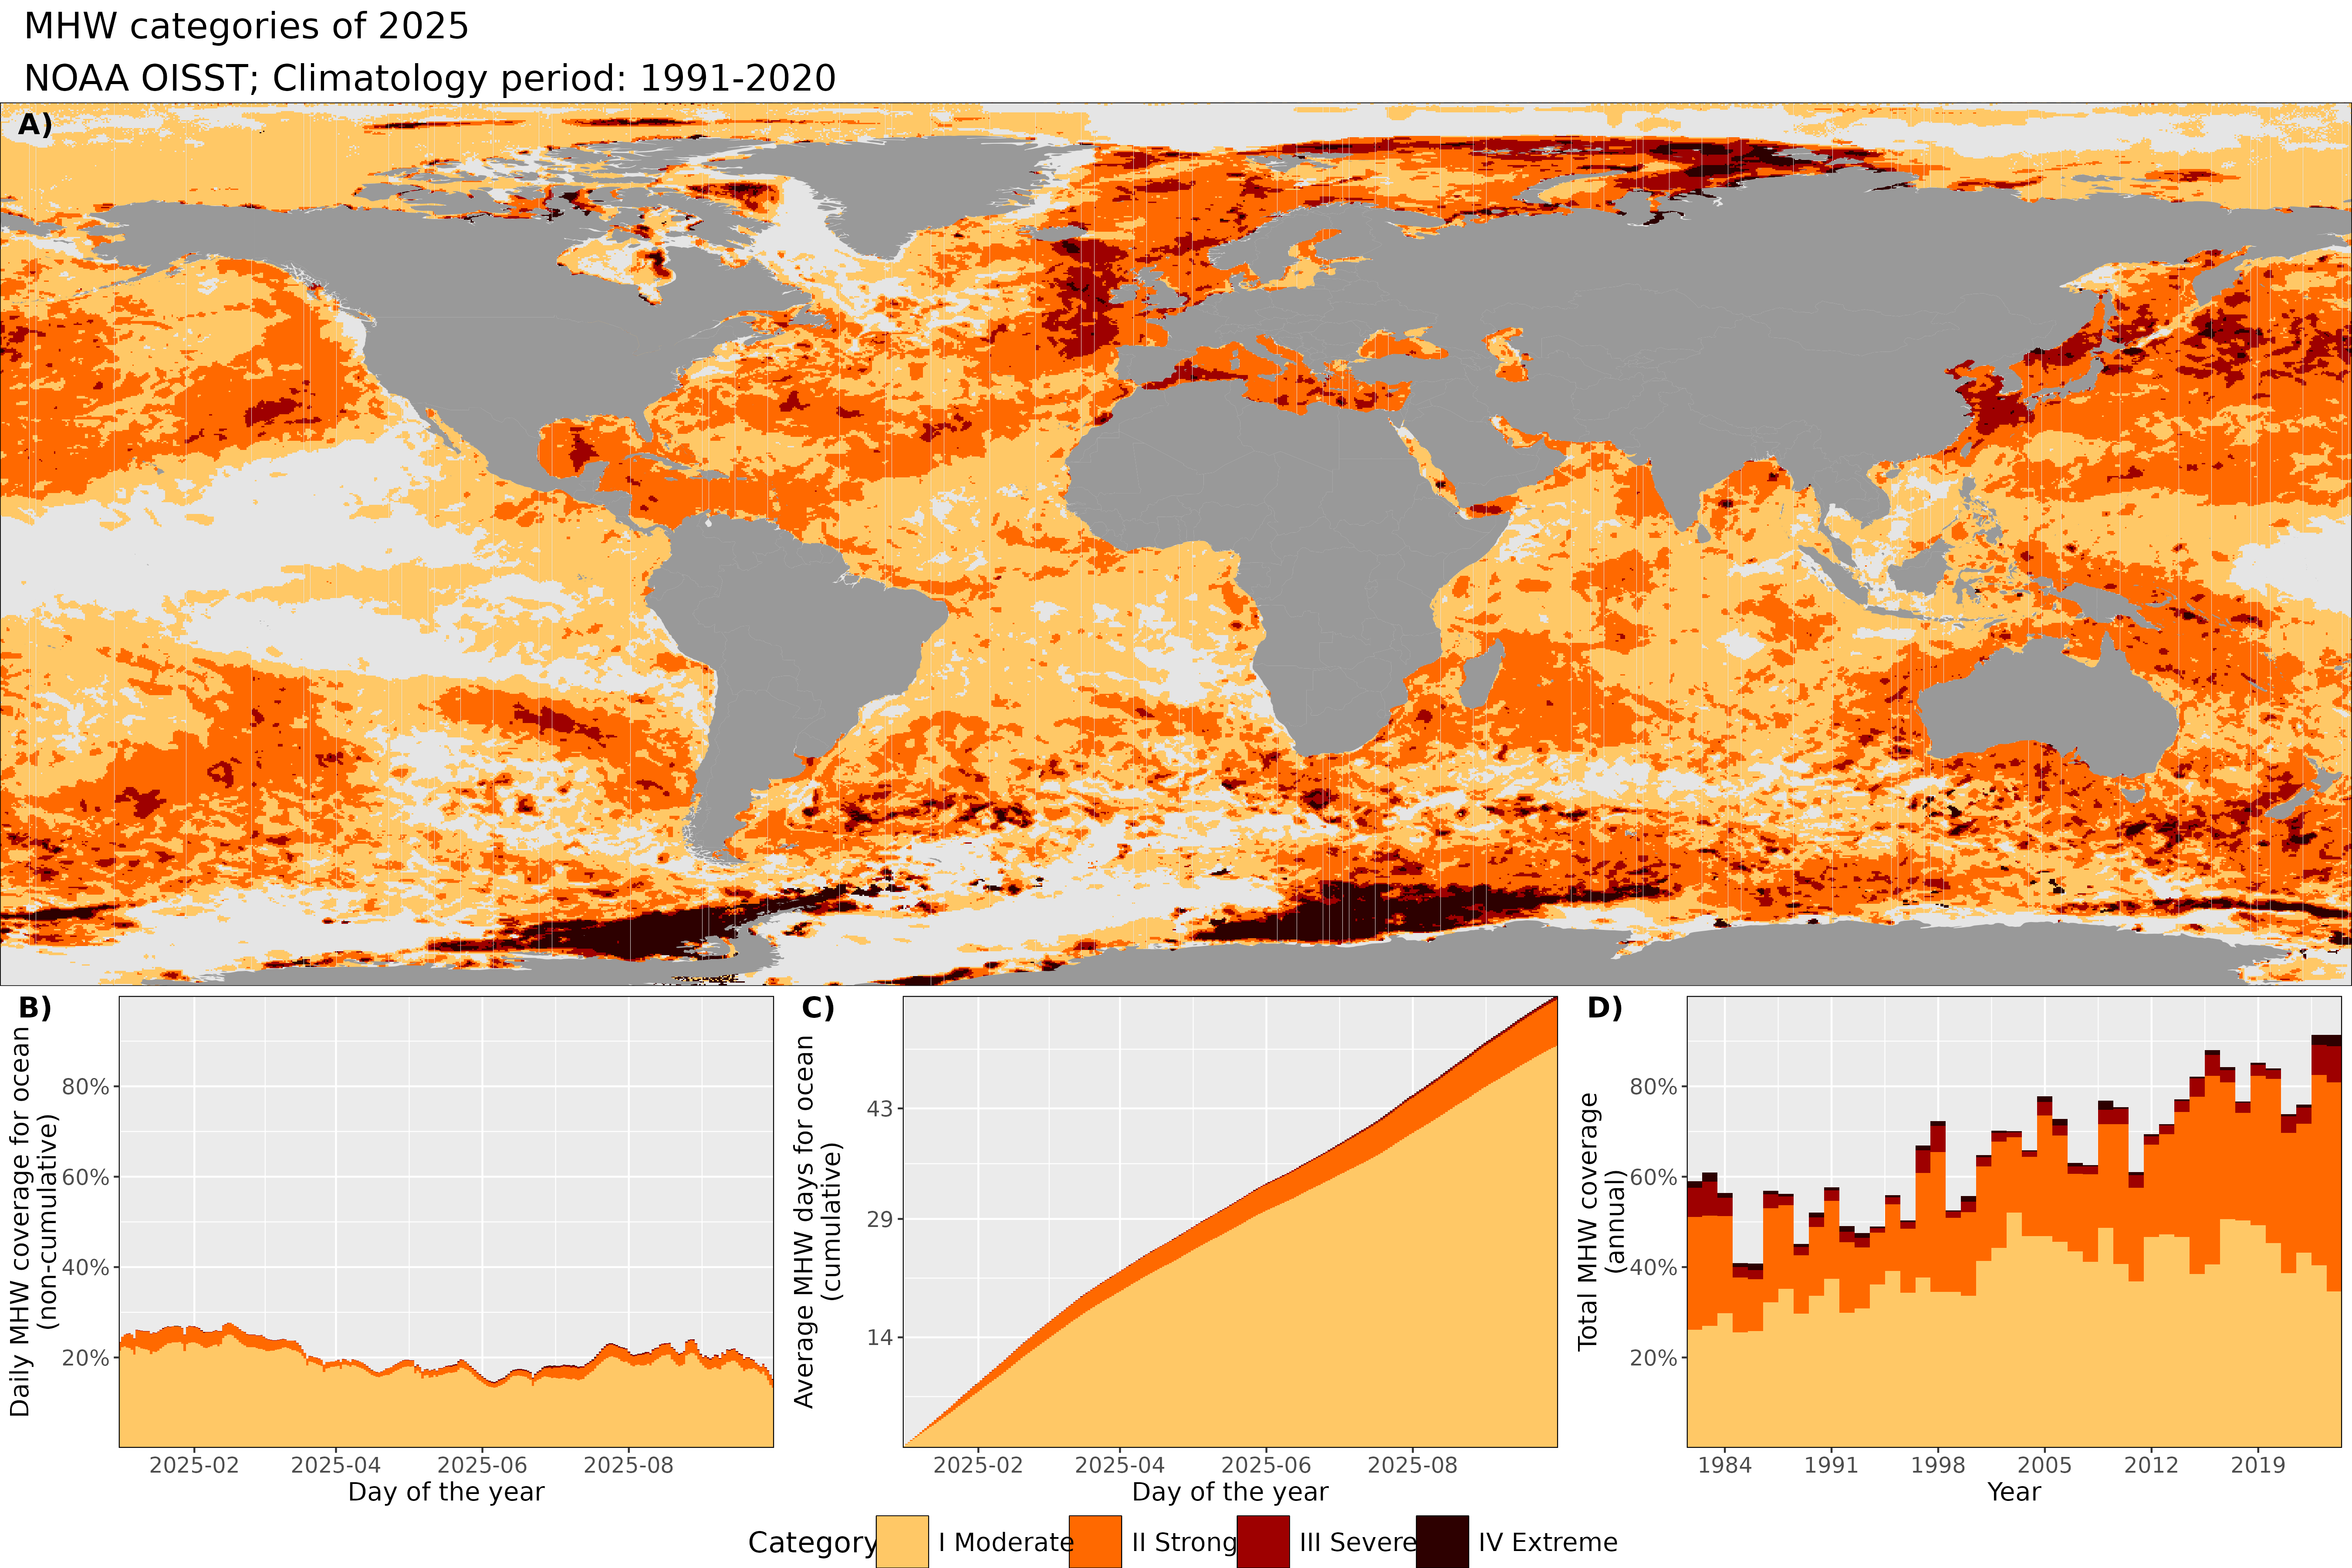 MHW categories of 2025
NOAA OISST; Climatology period: 1991-2020
A)
B)
Daily MHW coverage for ocean
(non-cumulative)
80%
60%
40%
20%
2025-02 2025-04 2025-06 2025-08
Day of the year
C)
Average MHW days for ocean
(cumulative)
43
29
14
2025-02 2025-04 2025-06 2025-08
Day of the year
D)
Total MHW coverage
(annual)
80%
60%
40%
20%
1984 1991 1998 2005 2012 2019
Year
Category I Moderate II Strong III Severe IV Extreme